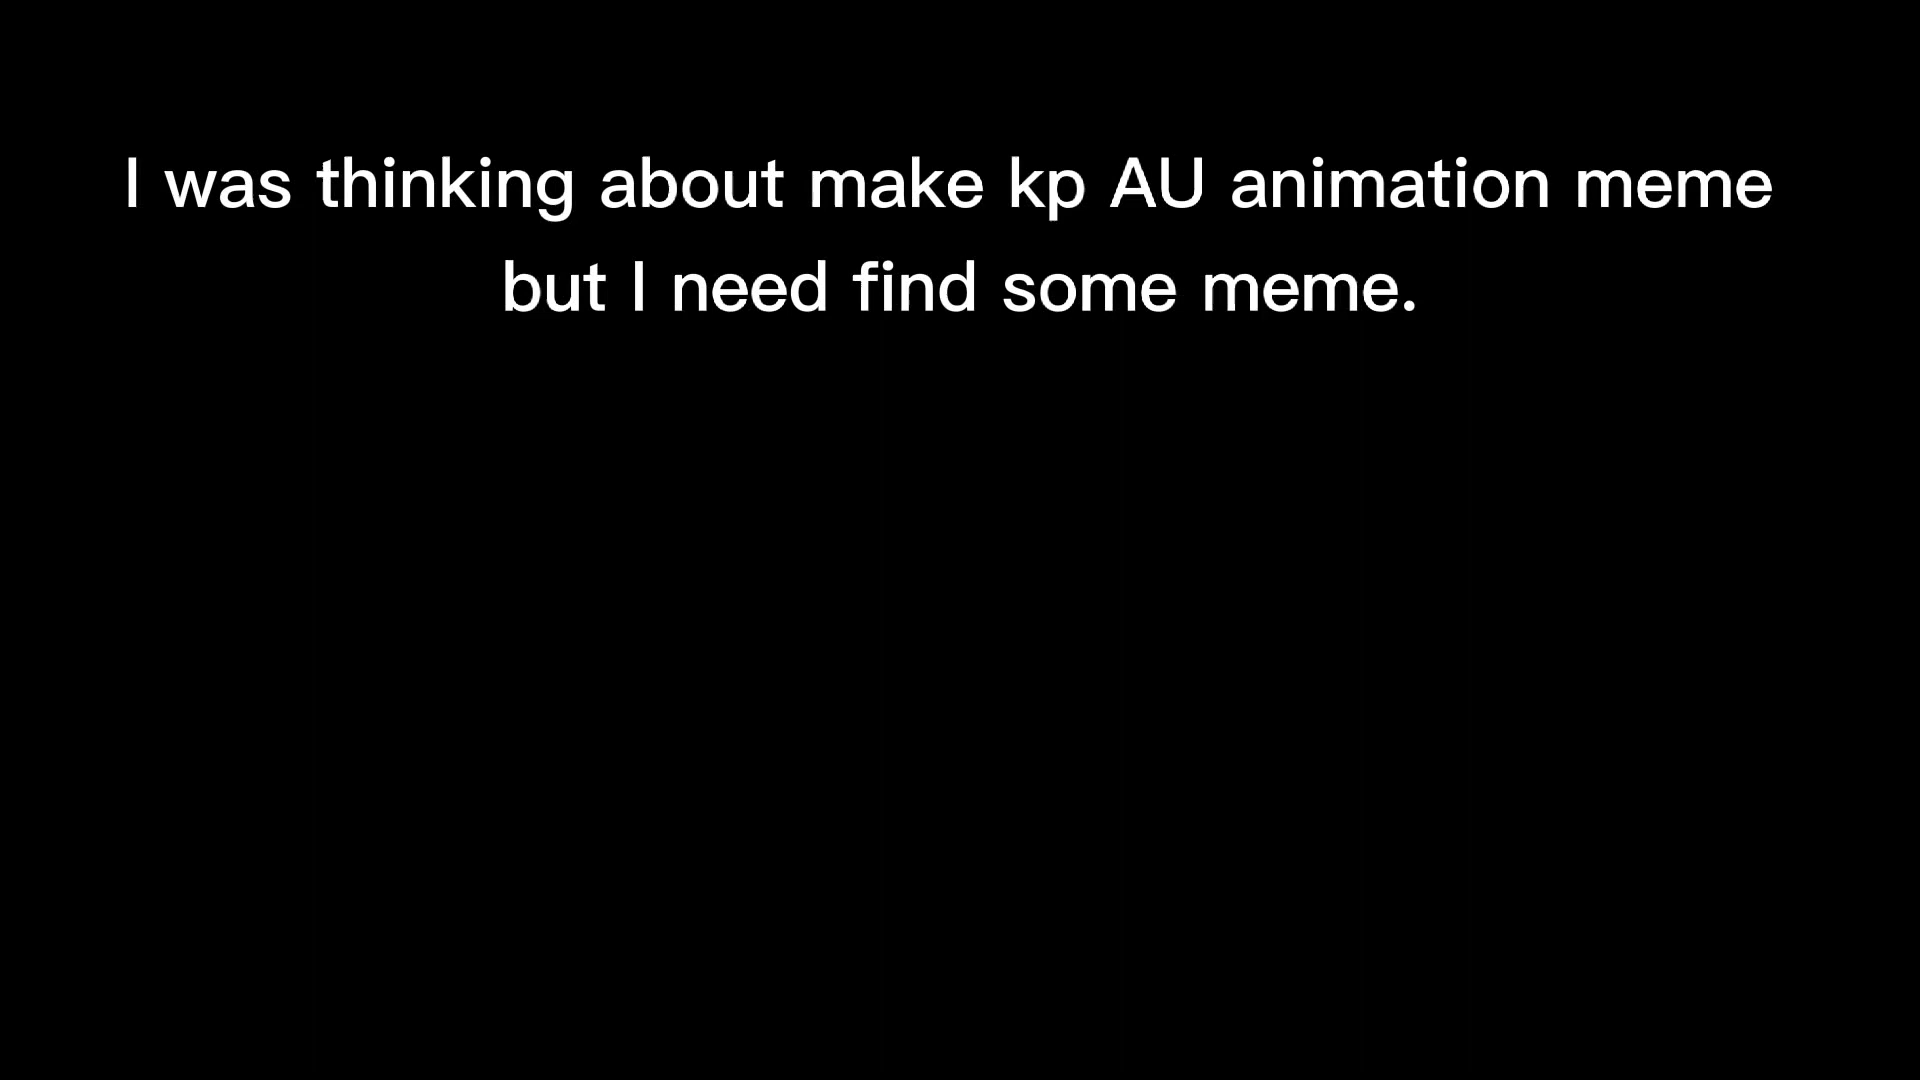 I was thinking about make kp AU animation meme
but I need find some meme.